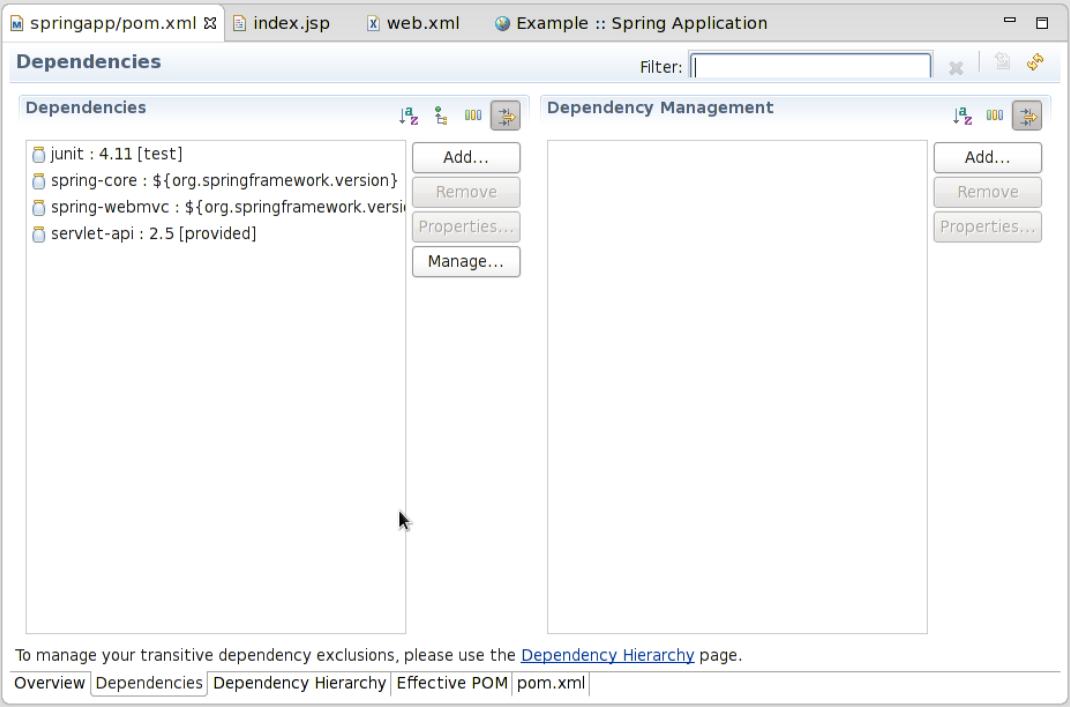 springapp/pom.xml index.jsp web.xml Example :: Spring Application
Dependencies
Filter:
Dependencies
Dependency Management
junit : 4.11 [test]
spring-core : ${org.springframework.version}
spring-webmvc : ${org.springframework.versi
servlet-api : 2.5 [provided]
Add...
Remove
Properties...
Manage...
Add...
Remove
Properties...
To manage your transitive dependency exclusions, please use the Dependency Hierarchy page.
Overview Dependencies Dependency Hierarchy Effective POM pom.xml